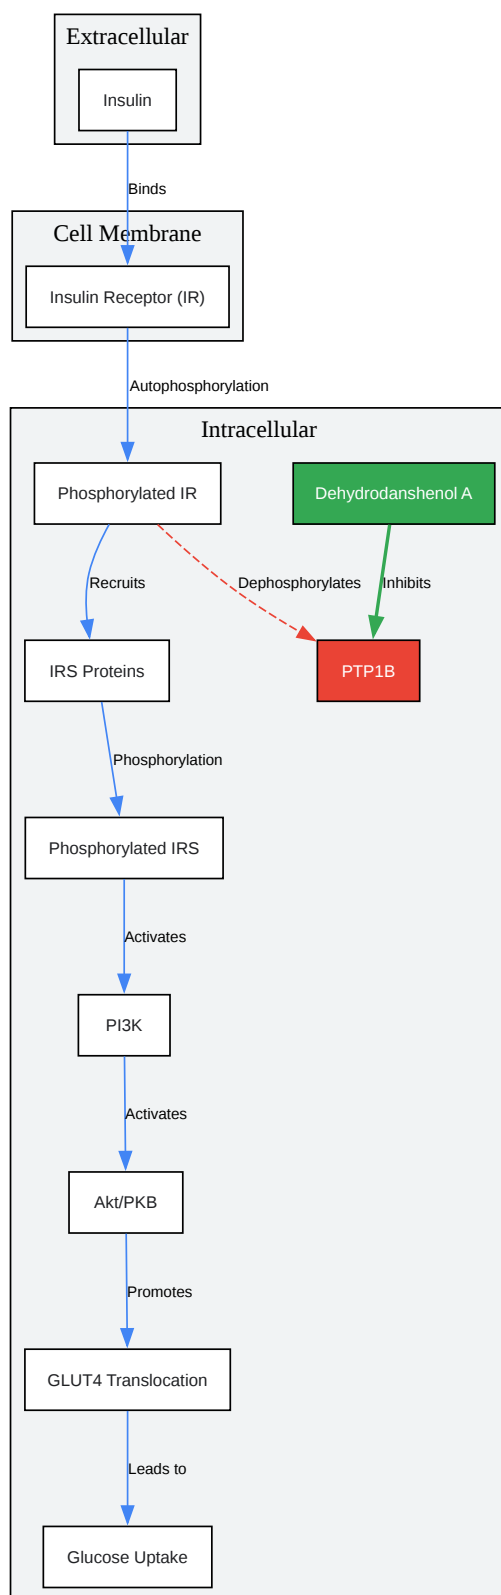 Extracellular
Insulin
Binds
Cell Membrane
Insulin Receptor (IR)
Autophosphorylation
Intracellular
Phosphorylated IR
Dehydrodanshenol A
Recruits
Dephosphorylates
Inhibits
IRS Proteins
PTP1B
Phosphorylation
Phosphorylated IRS
Activates
PI3K
Activates
Akt/PKB
Promotes
GLUT4 Translocation
Leads to
Glucose Uptake